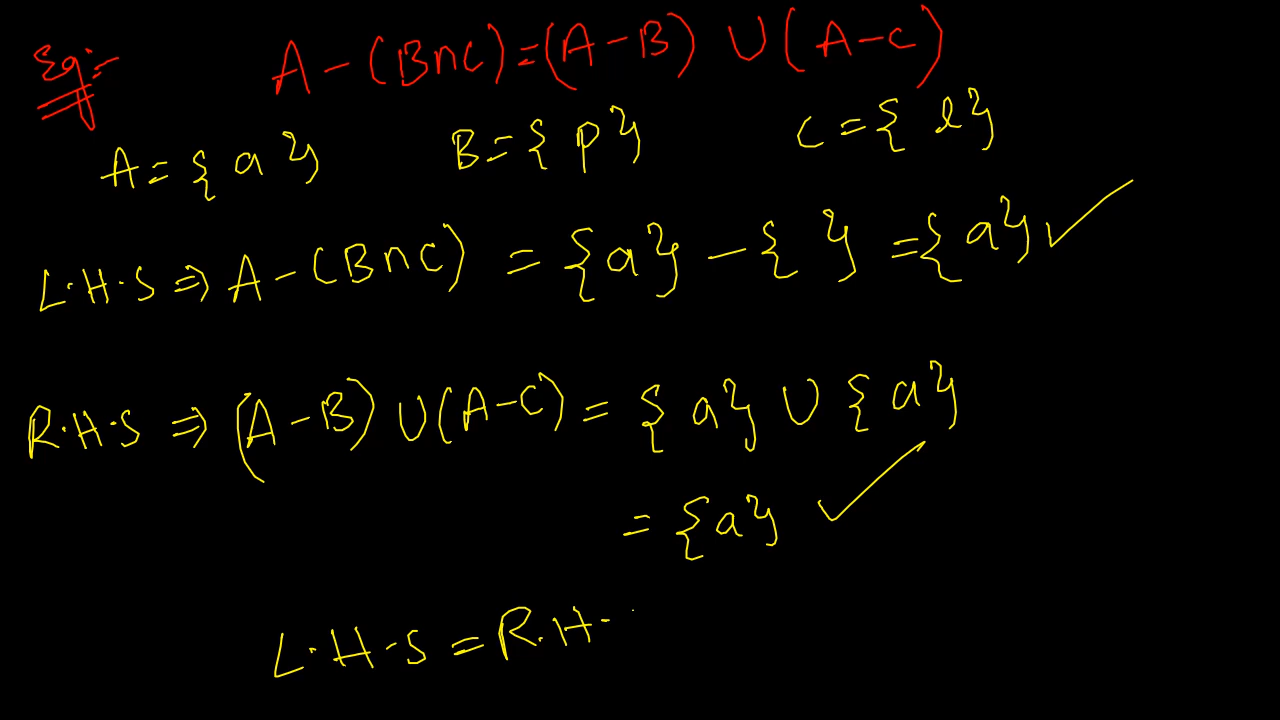 Eg:- A-(B∩C)=(A-B) ∪ (A-C)
A={a} B={p} C={l}
L.H.S ⇒ A-(B∩C) = {a} - { } = {a} ✓
R.H.S ⇒ (A-B) ∪ (A-C) = {a} ∪ {a}
= {a} ✓
L.H.S = R.H.